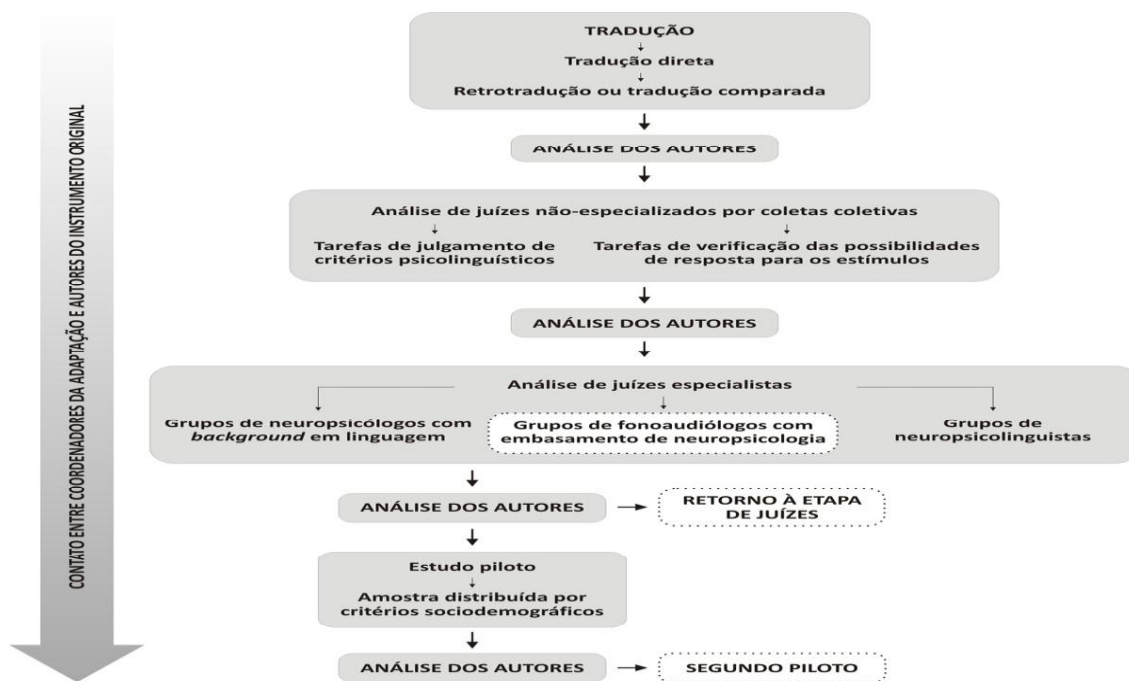 CONTATO ENTRE COORDENADORES DA ADAPTAÇÃO E AUTORES DO INSTRUMENTO ORIGINAL
TRADUÇÃO
Tradução direta
Retrotradução ou tradução comparada
ANÁLISE DOS AUTORES
Análise de juízes não-especializados por coletas coletivas
Tarefas de julgamento de
critérios psicolinguísticos
Tarefas de verificação das possibilidades
de resposta para os estímulos
ANÁLISE DOS AUTORES
Análise de juízes especialistas
Grupos de neuropsicólogos com
background em linguagem
Grupos de fonoaudiólogos com
embasamento de neuropsicologia
Grupos de
neuropsicolinguistas
ANÁLISE DOS AUTORES
RETORNO À ETAPA
DE JUÍZES
Estudo piloto
Amostra distribuída por
critérios sociodemográficos
ANÁLISE DOS AUTORES
SEGUNDO PILOTO